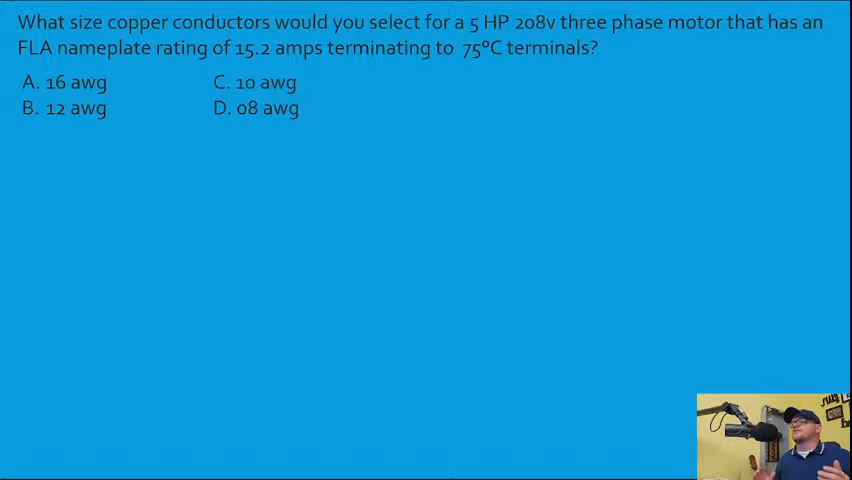 What size copper conductors would you select for a 5 HP 208v three phase motor that has an
FLA nameplate rating of 15.2 amps terminating to 75°C terminals?
A. 16 awg C. 10 awg
B. 12 awg D. 08 awg